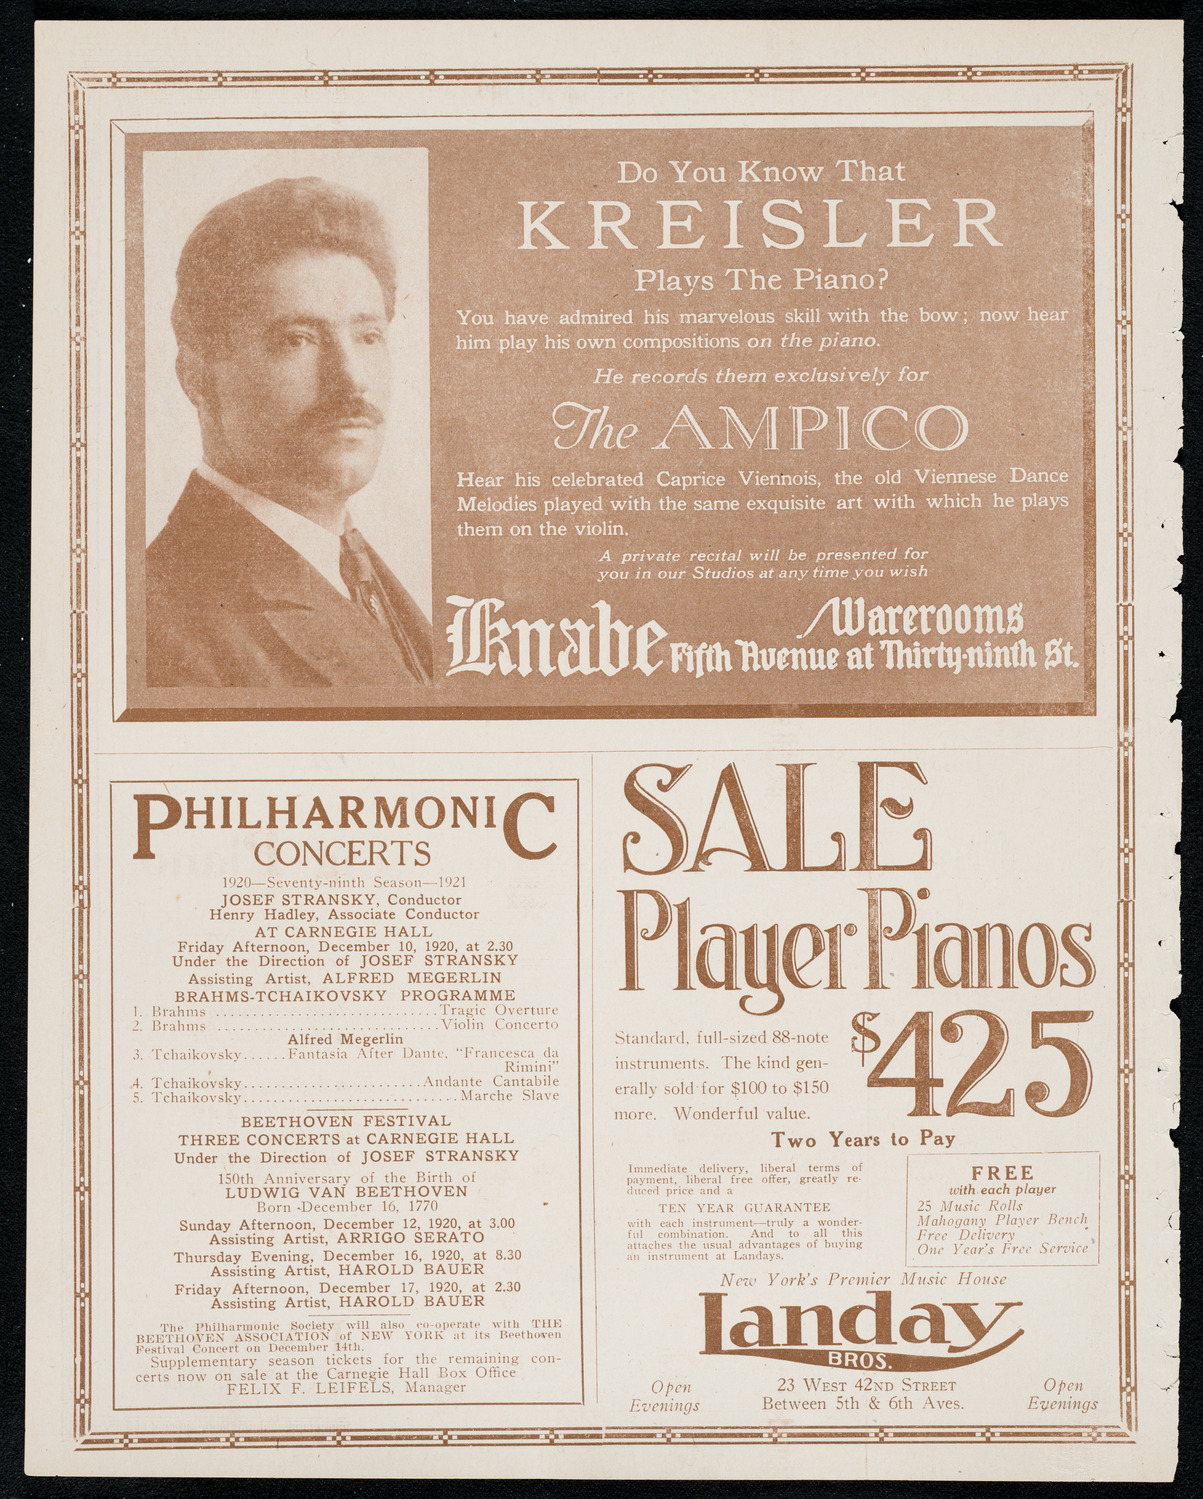 Do You Know That
KREISLER
Plays The Piano?
You have admired his marvelous skill with the bow; now hear
him play his own compositions on the piano.
He records them exclusively for
The AMPICO
Hear his celebrated Caprice Viennois, the old Viennese Dance
Melodies played with the same exquisite art with which he plays
them on the violin.
A private recital will be presented for
you in our Studios at any time you wish
Knabe Warerooms
Fifth Avenue at Thirty-ninth St.
PHILHARMONIC
CONCERTS
1920—Seventy-ninth Season—1921
JOSEF STRANSKY, Conductor
Henry Hadley, Associate Conductor
AT CARNEGIE HALL
Friday Afternoon, December 10, 1920, at 2.30
Under the Direction of JOSEF STRANSKY
Assisting Artist, ALFRED MEGERLIN
BRAHMS-TCHAIKOVSKY PROGRAMME
1. Brahms ............................Tragic Overture
2. Brahms ............................Violin Concerto
Alfred Megerlin
3. Tchaikovsky......Fantasia After Dante, "Francesca da
Rimini"
4. Tchaikovsky.......................Andante Cantabile
5. Tchaikovsky...........................Marche Slave
BEETHOVEN FESTIVAL
THREE CONCERTS at CARNEGIE HALL
Under the Direction of JOSEF STRANSKY
150th Anniversary of the Birth of
LUDWIG VAN BEETHOVEN
Born December 16, 1770
Sunday Afternoon, December 12, 1920, at 3.00
Assisting Artist, ARRIGO SERATO
Thursday Evening, December 16, 1920, at 8.30
Assisting Artist, HAROLD BAUER
Friday Afternoon, December 17, 1920, at 2.30
Assisting Artist, HAROLD BAUER
The Philharmonic Society will also co-operate with THE
BEETHOVEN ASSOCIATION of NEW YORK at its Beethoven
Festival Concert on December 14th.
Supplementary season tickets for the remaining con-
certs now on sale at the Carnegie Hall Box Office
FELIX F. LEIFELS, Manager
SALE
Player Pianos
$425
Standard, full-sized 88-note
instruments. The kind gen-
erally sold for $100 to $150
more. Wonderful value.
Two Years to Pay
Immediate delivery, liberal terms of
payment, liberal free offer, greatly re-
duced price and a
TEN YEAR GUARANTEE
with each instrument—truly a wonder-
ful combination. And to all this
attaches the usual advantages of buying
an instrument at Landays.
FREE
with each player
25 Music Rolls
Mahogany Player Bench
Free Delivery
One Year's Free Service
New York's Premier Music House
Landay
BROS.
Open
Evenings
23 WEST 42ND STREET
Between 5th & 6th Aves.
Open
Evenings